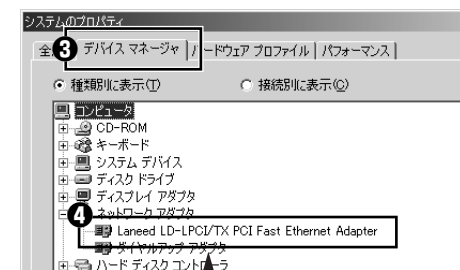 システムのプロパティ
全 ❸ デバイス マネージャ ハードウェア プロファイル パフォーマンス
種類別に表示(T) 接続別に表示(C)
コンピュータ
CD-ROM
キーボード
システム デバイス
ディスク ドライブ
ディスプレイ アダプタ
❹ ネットワーク アダプタ
Laneed LD-LPCI/TX PCI Fast Ethernet Adapter
ダイヤルアップ アダプタ
ハード ディスク コントローラ